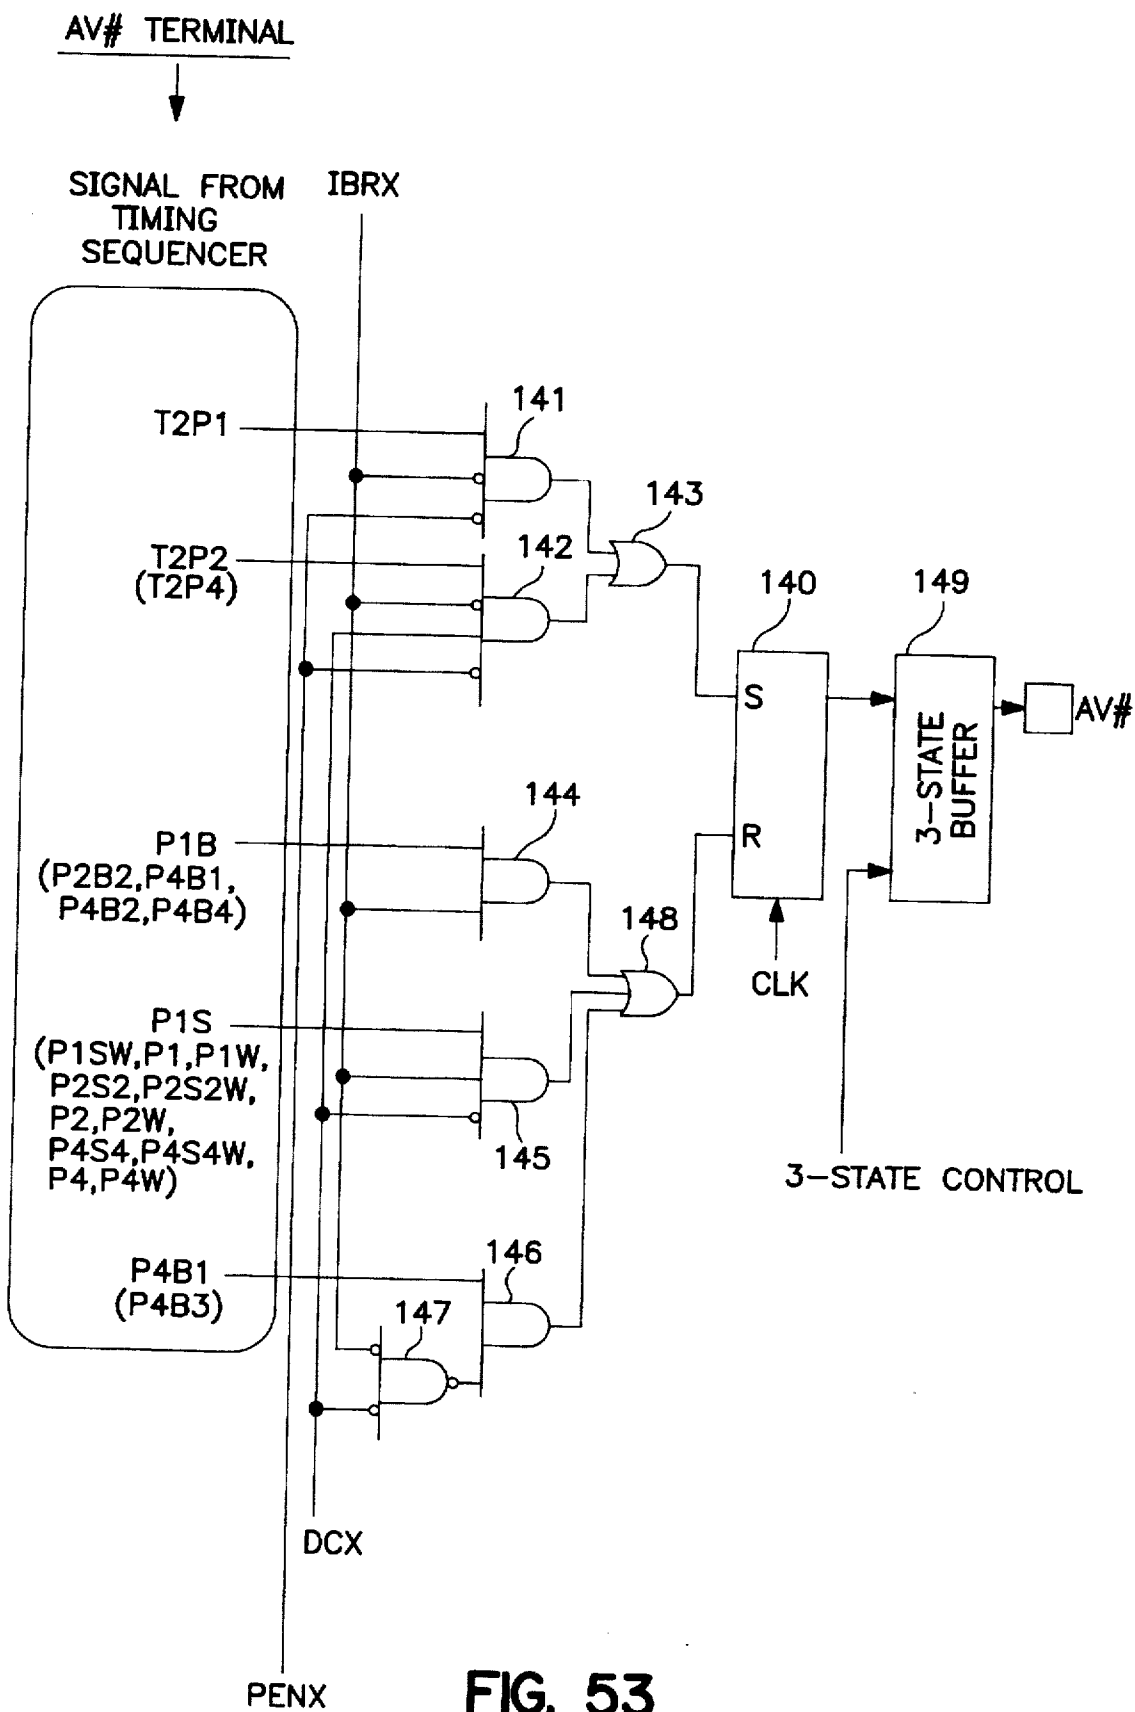 AV# TERMINAL
SIGNAL FROM
TIMING
SEQUENCER
IBRX
T2P1
141
143
T2P2
(T2P4)
142
140
149
S
R
3-STATE
BUFFER
AV#
P1B
(P2B2,P4B1,
P4B2,P4B4)
144
148
CLK
P1S
(P1SW,P1,P1W,
P2S2,P2S2W,
P2,P2W,
P4S4,P4S4W,
P4,P4W)
145
3-STATE CONTROL
P4B1
(P4B3)
146
147
DCX
PENX
FIG. 53